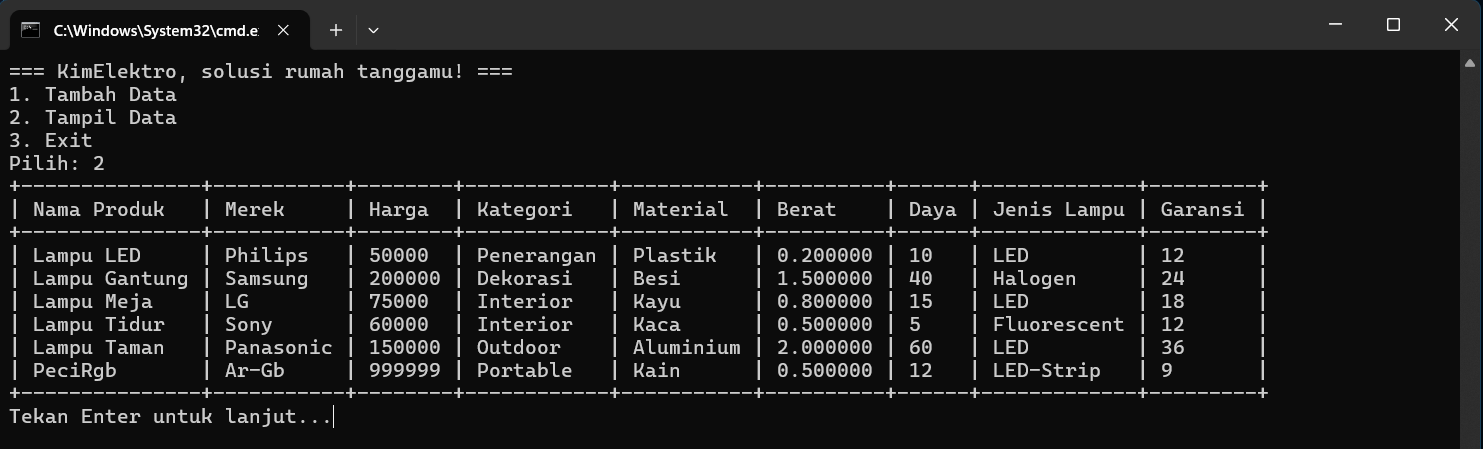 C:\Windows\System32\cmd.e
=== KimElektro, solusi rumah tanggamu! ===
1. Tambah Data
2. Tampil Data
3. Exit
Pilih: 2
+---------------+-----------+--------+------------+-----------+----------+------+-------------+---------+
| Nama Produk   | Merek     | Harga  | Kategori   | Material  | Berat    | Daya | Jenis Lampu | Garansi |
+---------------+-----------+--------+------------+-----------+----------+------+-------------+---------+
| Lampu LED     | Philips   | 50000  | Penerangan | Plastik   | 0.200000 | 10   | LED         | 12      |
| Lampu Gantung | Samsung   | 200000 | Dekorasi   | Besi      | 1.500000 | 40   | Halogen     | 24      |
| Lampu Meja    | LG        | 75000  | Interior   | Kayu      | 0.800000 | 15   | LED         | 18      |
| Lampu Tidur   | Sony      | 60000  | Interior   | Kaca      | 0.500000 | 5    | Fluorescent | 12      |
| Lampu Taman   | Panasonic | 150000 | Outdoor    | Aluminium | 2.000000 | 60   | LED         | 36      |
| PeciRgb       | Ar-Gb     | 999999 | Portable   | Kain      | 0.500000 | 12   | LED-Strip   | 9       |
+---------------+-----------+--------+------------+-----------+----------+------+-------------+---------+
Tekan Enter untuk lanjut...